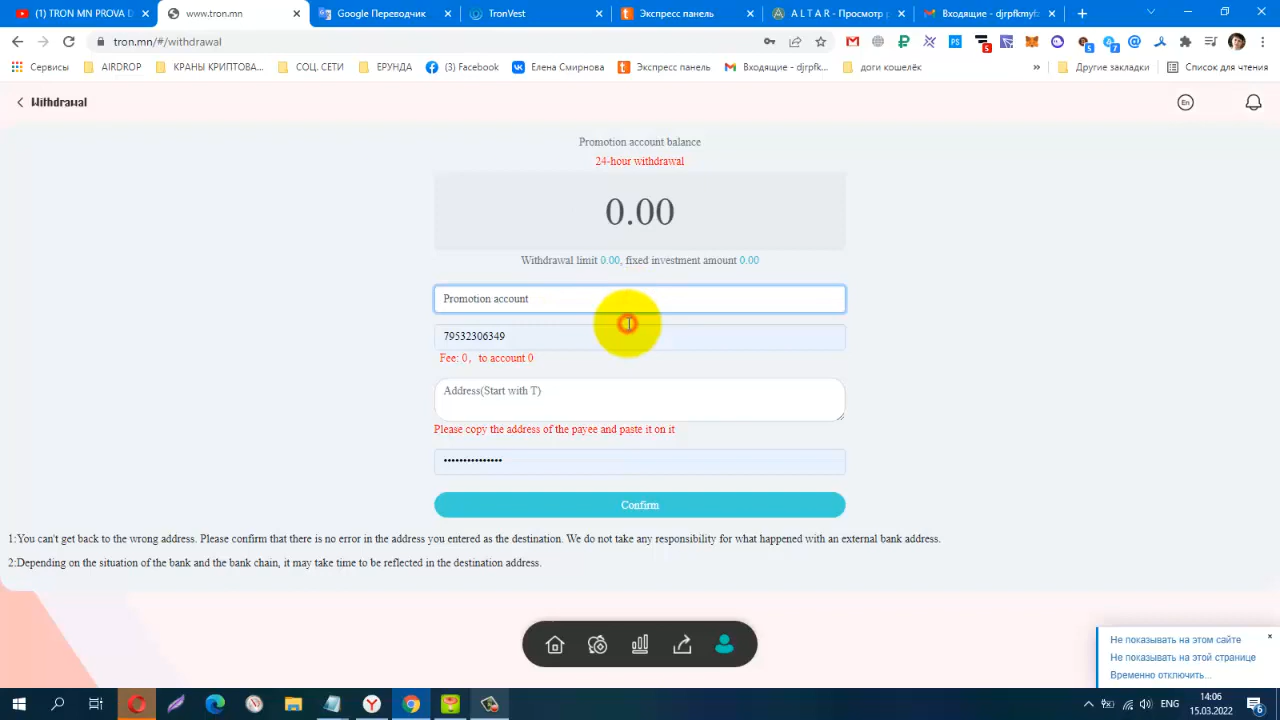 TRON MN PROVA D
www.tron.mn
Google Переводчик
TronVest
Экспресс панель
A L T A R - Просмотр р
Входящие - djrpfkmyf
tron.mn/#/withdrawal
Сервисы
AIRDROP
КРАНЫ КРИПТОВА...
СОЦ. СЕТИ
ЕРУНДА
(3) Facebook
Елена Смирнова
Экспресс панель
Входящие - djrpfk...
доги кошелёк
»
Другие закладки
Список для чтения
Withdrawal
En
Promotion account balance
24-hour withdrawal
0.00
Withdrawal limit 0.00, fixed investment amount 0.00
Promotion account
79532306349
Fee: 0, to account 0
Address(Start with T)
Please copy the address of the payee and paste it on it
•••••••••••••••
Confirm
1:You can't get back to the wrong address. Please confirm that there is no error in the address you entered as the destination. We do not take any responsibility for what happened with an external bank address.
2:Depending on the situation of the bank and the bank chain, it may take time to be reflected in the destination address.
Не показывать на этом сайте
Не показывать на этой странице
Временно отключить...
ENG
14:06
15.03.2022